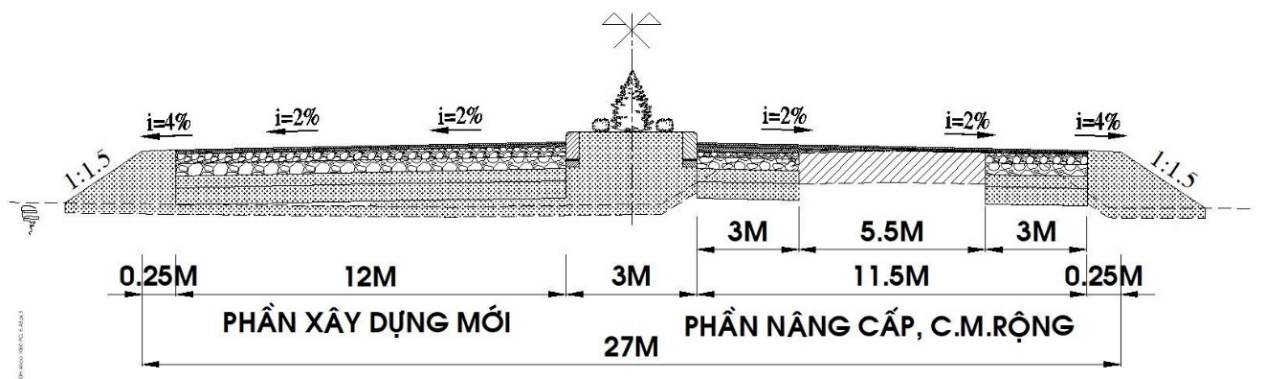 i=4% i=2% i=2% i=2% i=2% i=4%
1:1.5 1:1.5
3M 5.5M 3M
0.25M 12M 3M 11.5M 0.25M
PHẦN XÂY DỰNG MỚI PHẦN NÂNG CẤP, C.M.RỘNG
27M